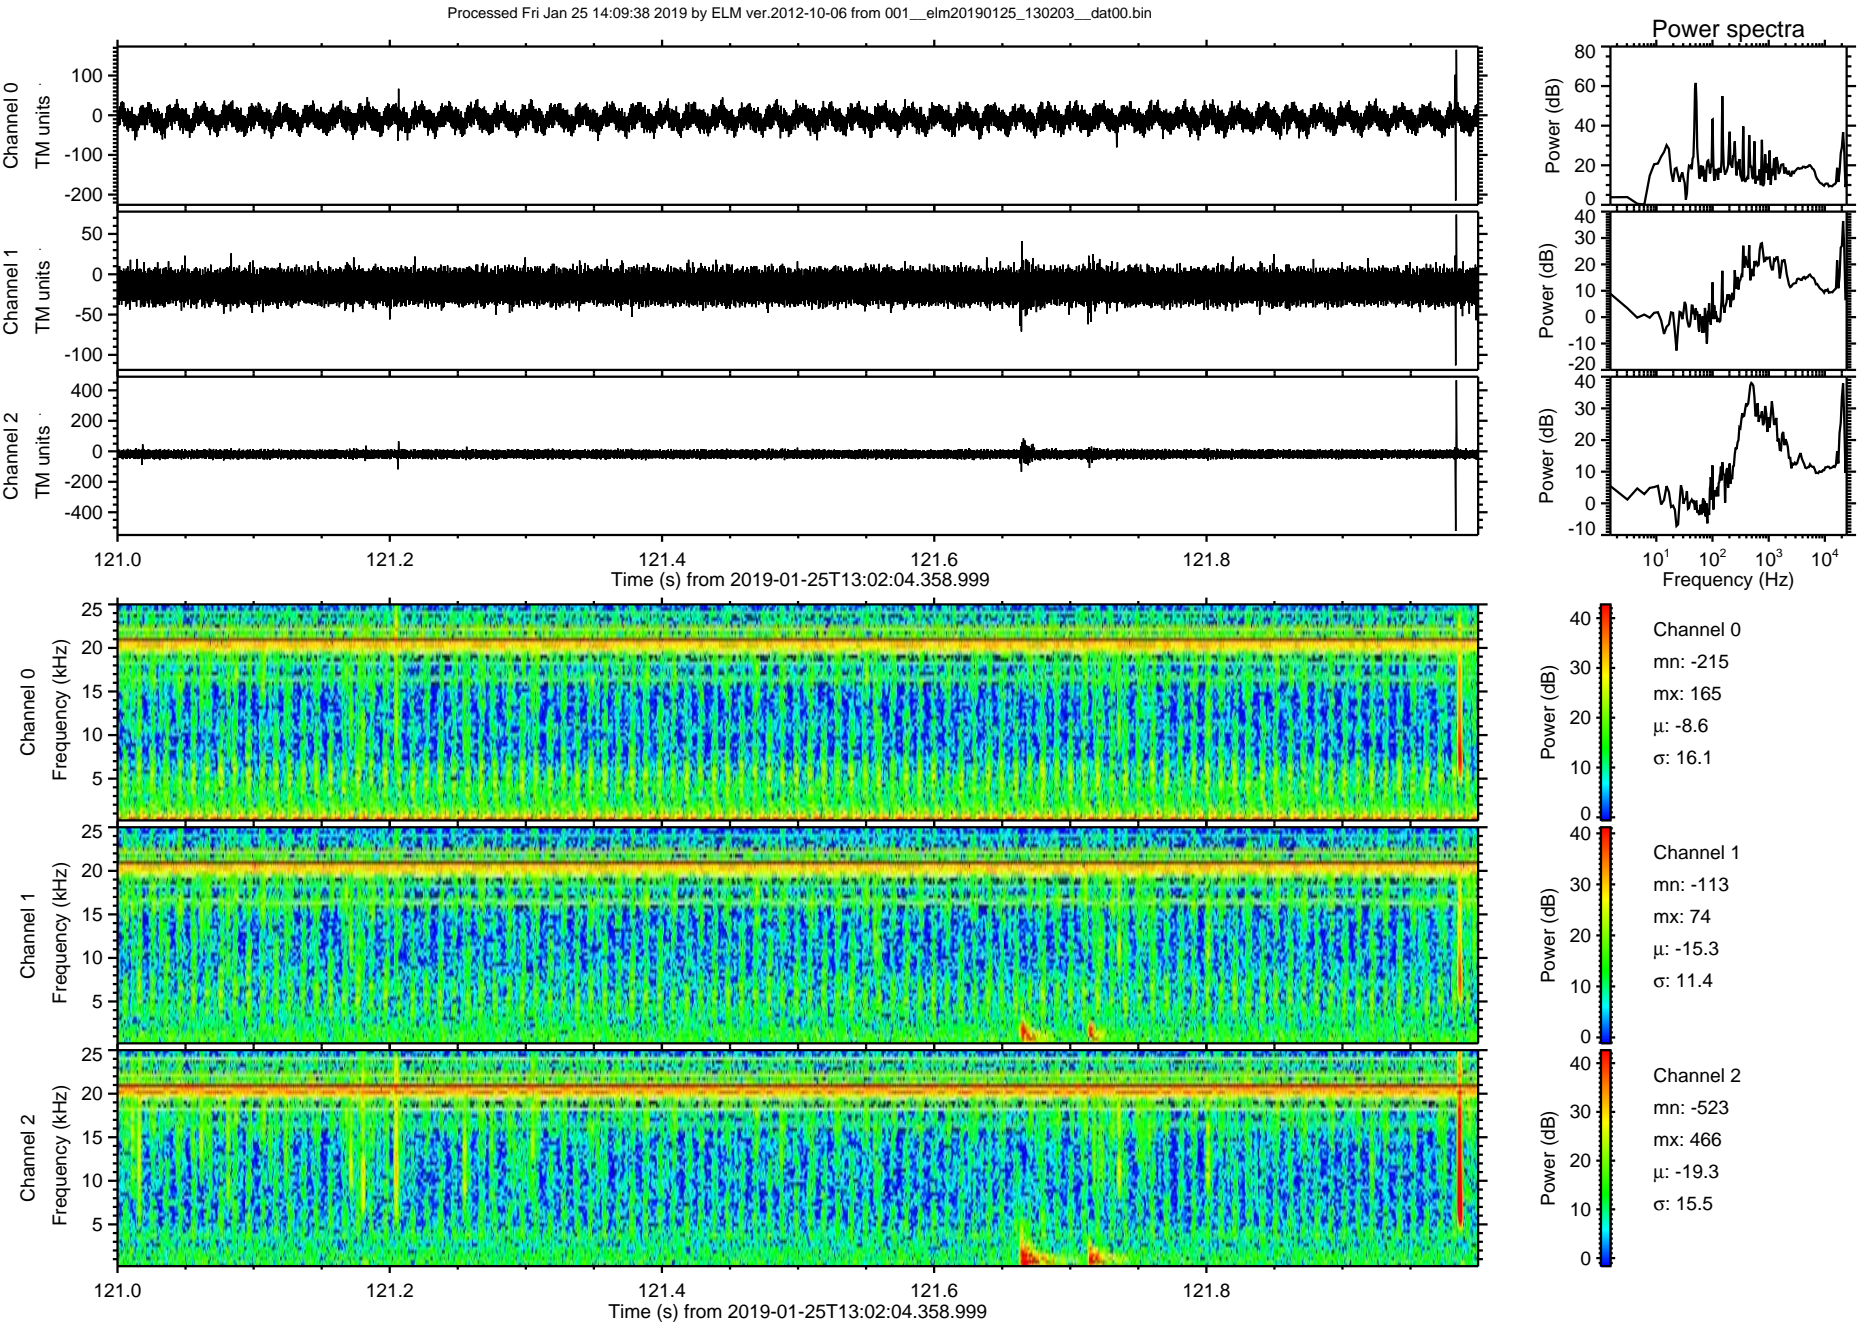 Processed Fri Jan 25 14:09:38 2019 by ELM ver.2012-10-06 from 001__elm20190125_130203__dat00.bin
Power spectra
Channel 0
TM units
100
0
-100
-200
Power (dB)
80
60
40
20
0
Channel 1
TM units
50
0
-50
-100
Power (dB)
40
30
20
10
0
-10
-20
Channel 2
TM units
400
200
0
-200
-400
Power (dB)
40
30
20
10
0
-10
121.0 121.2 121.4 121.6 121.8
Time (s) from 2019-01-25T13:02:04.358.999
10¹ 10² 10³ 10⁴
Frequency (Hz)
Channel 0
Frequency (kHz)
25
20
15
10
5
Power (dB)
40
30
20
10
0
Channel 0
mn: -215
mx: 165
μ: -8.6
σ: 16.1
Channel 1
Frequency (kHz)
25
20
15
10
5
Power (dB)
40
30
20
10
0
Channel 1
mn: -113
mx: 74
μ: -15.3
σ: 11.4
Channel 2
Frequency (kHz)
25
20
15
10
5
Power (dB)
40
30
20
10
0
Channel 2
mn: -523
mx: 466
μ: -19.3
σ: 15.5
121.0 121.2 121.4 121.6 121.8
Time (s) from 2019-01-25T13:02:04.358.999